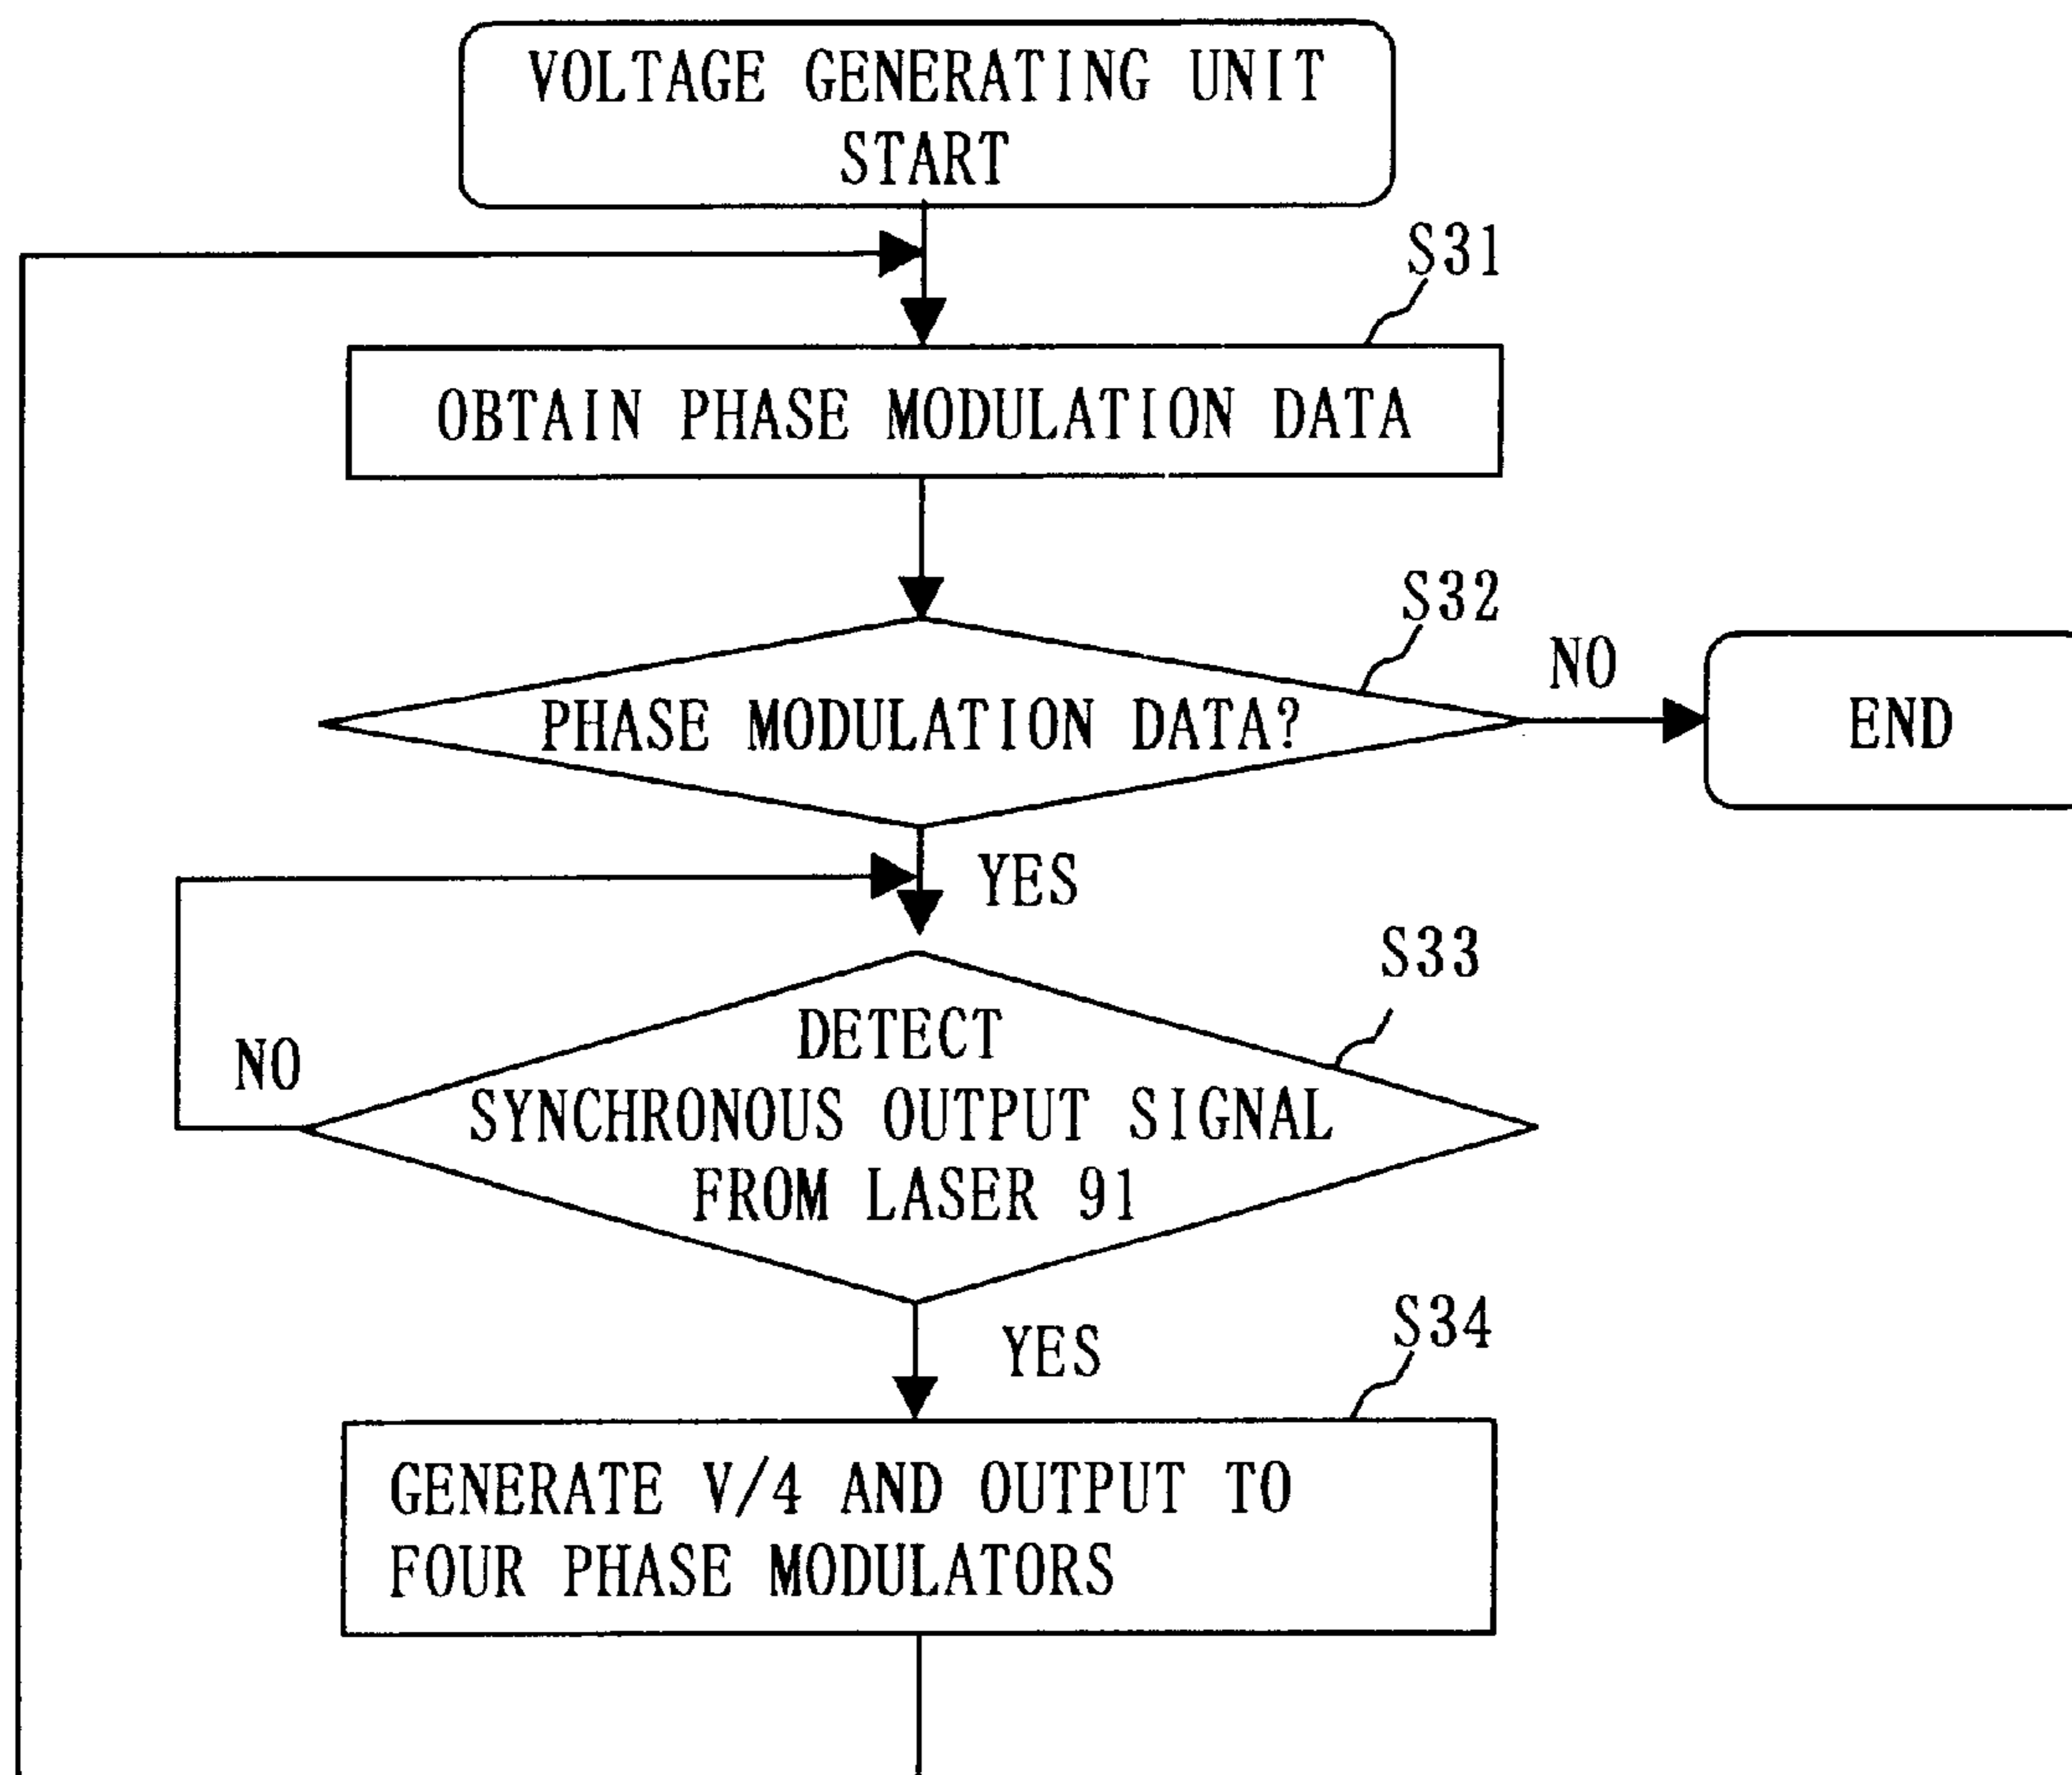 VOLTAGE GENERATING UNIT
START
S31
OBTAIN PHASE MODULATION DATA
S32
NO
PHASE MODULATION DATA?
END
YES
S33
NO
DETECT
SYNCHRONOUS OUTPUT SIGNAL
FROM LASER 91
YES
S34
GENERATE V/4 AND OUTPUT TO
FOUR PHASE MODULATORS